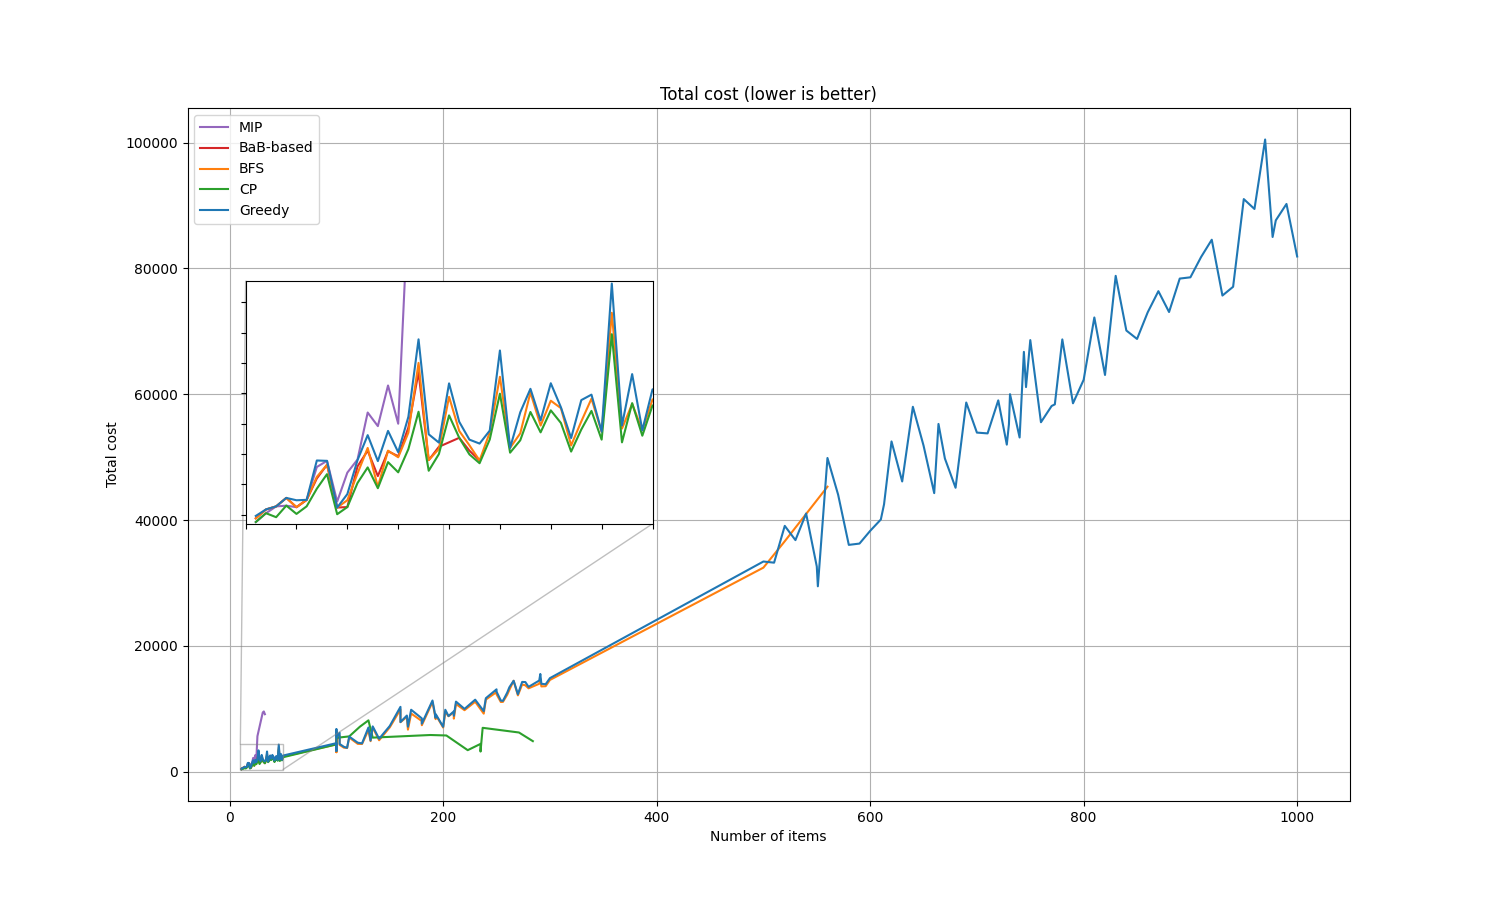 Total cost (lower is better)
MIP
BaB-based
BFS
CP
Greedy
100000
80000
60000
40000
20000
0
Total cost
0 200 400 600 800 1000
Number of items